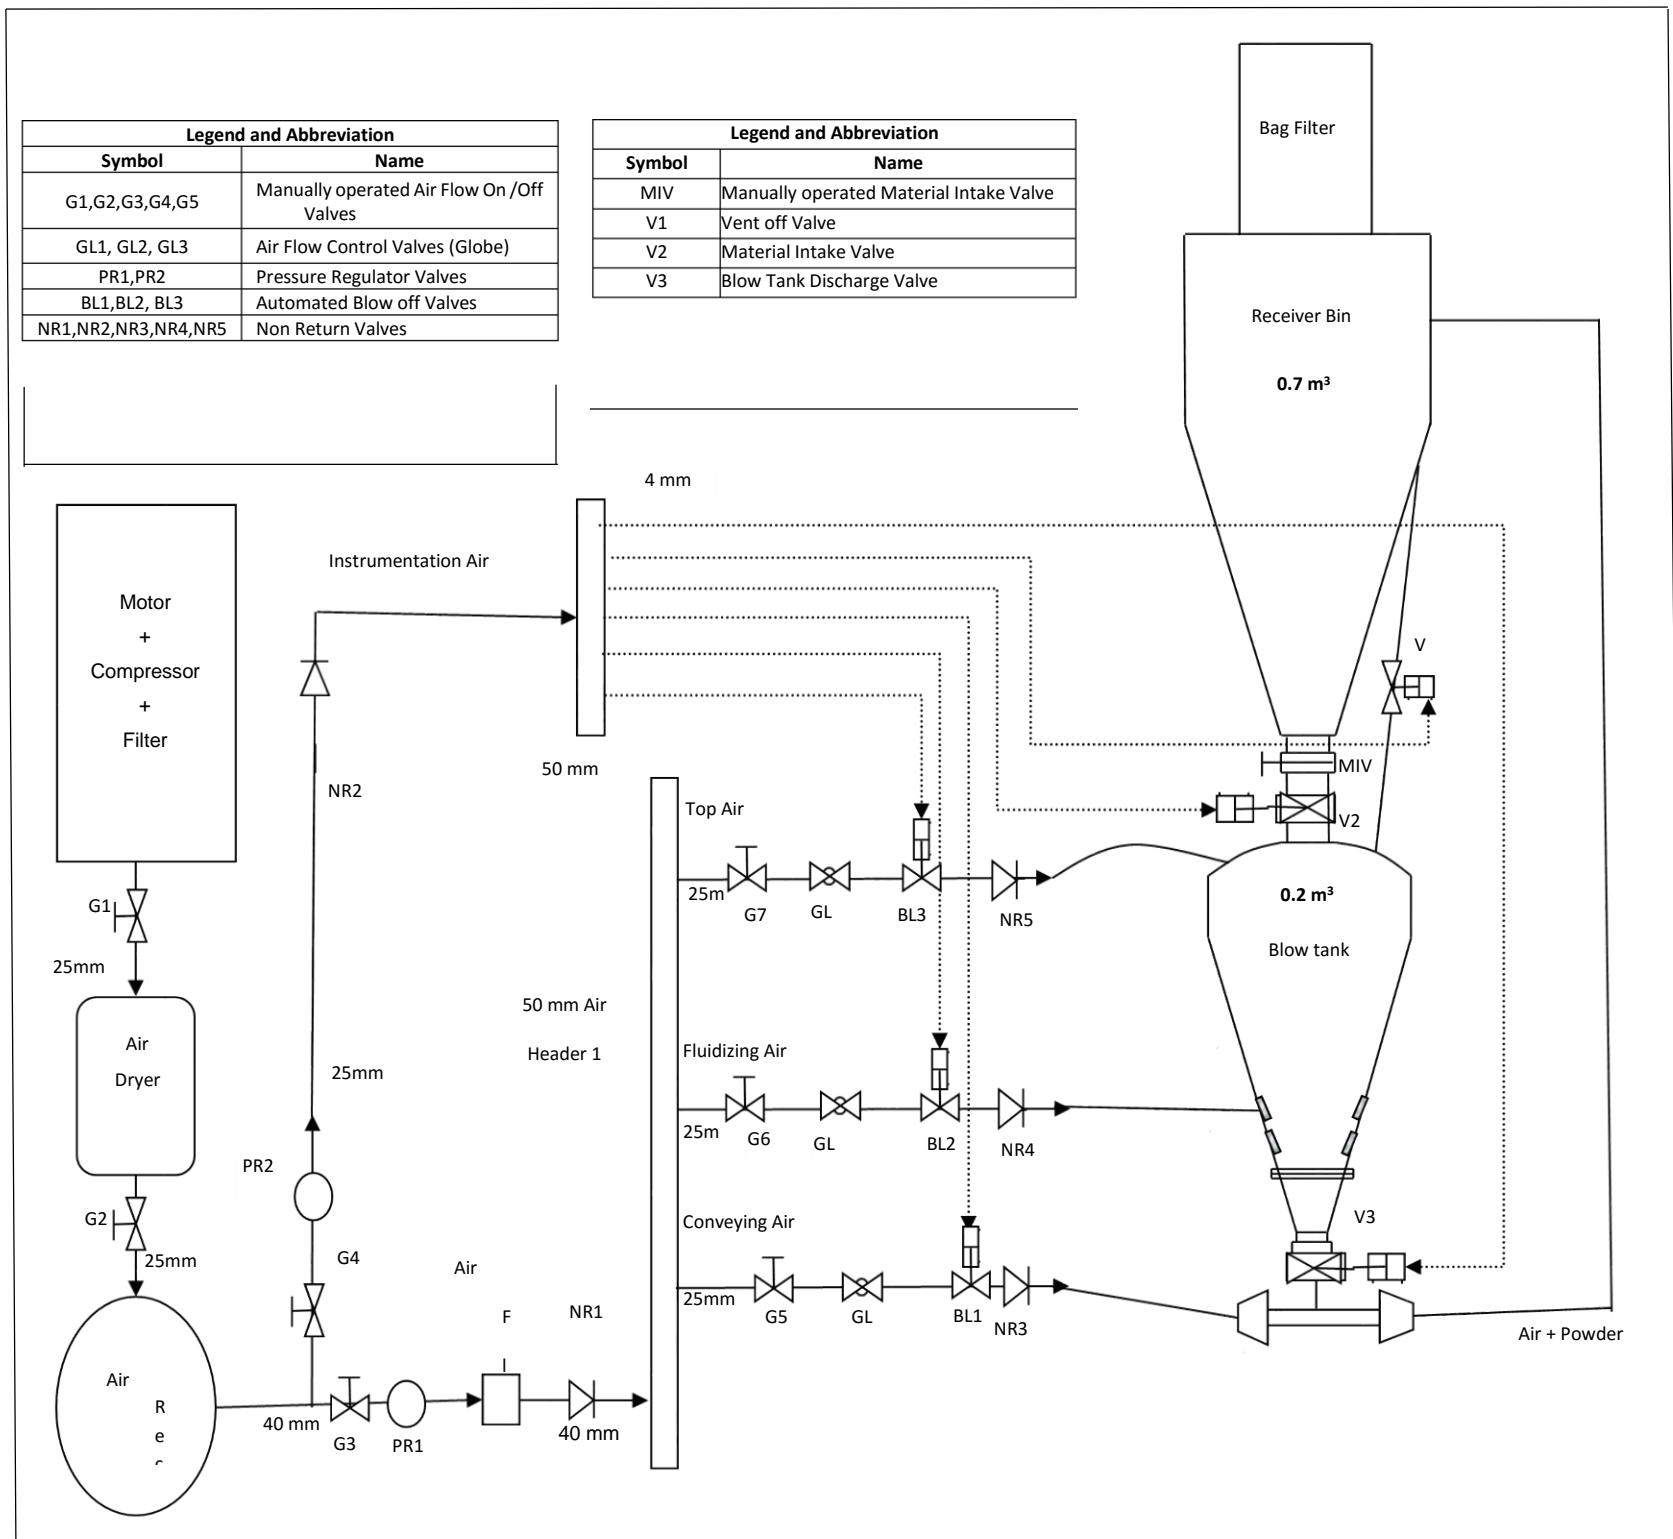 Legend and Abbreviation
Symbol Name
G1,G2,G3,G4,G5 Manually operated Air Flow On /Off
Valves
GL1, GL2, GL3 Air Flow Control Valves (Globe)
PR1,PR2 Pressure Regulator Valves
BL1,BL2, BL3 Automated Blow off Valves
NR1,NR2,NR3,NR4,NR5 Non Return Valves
Legend and Abbreviation
Symbol Name
MIV Manually operated Material Intake Valve
V1 Vent off Valve
V2 Material Intake Valve
V3 Blow Tank Discharge Valve
Bag Filter
Receiver Bin
0.7 m³
4 mm
Instrumentation Air
Motor
+
Compressor
+
Filter
V
50 mm
MIV
NR2
Top Air
V2
25m
G7
GL
BL3
NR5
0.2 m³
Blow tank
G1
25mm
50 mm Air
Header 1
Air
Dryer
25mm
Fluidizing Air
25m
G6
GL
BL2
NR4
PR2
G2
25mm
G4
Conveying Air
V3
Air
25mm
G5
GL
BL1
NR3
F
NR1
Air + Powder
Air
R
e
40 mm
G3
PR1
40 mm